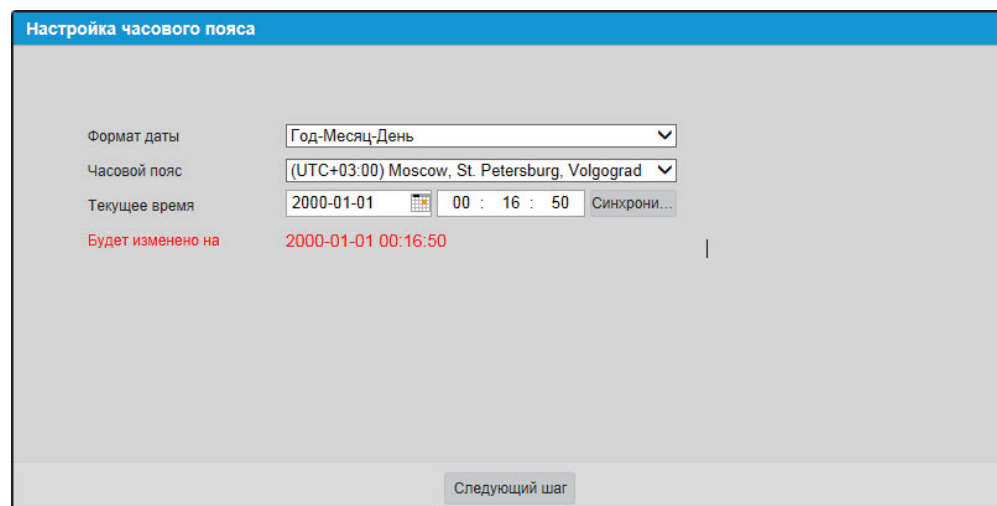 Настройка часового пояса
Формат даты Год-Месяц-День
Часовой пояс (UTC+03:00) Moscow, St. Petersburg, Volgograd
Текущее время 2000-01-01 00 : 16 : 50 Синхрони...
Будет изменено на 2000-01-01 00:16:50
Следующий шаг